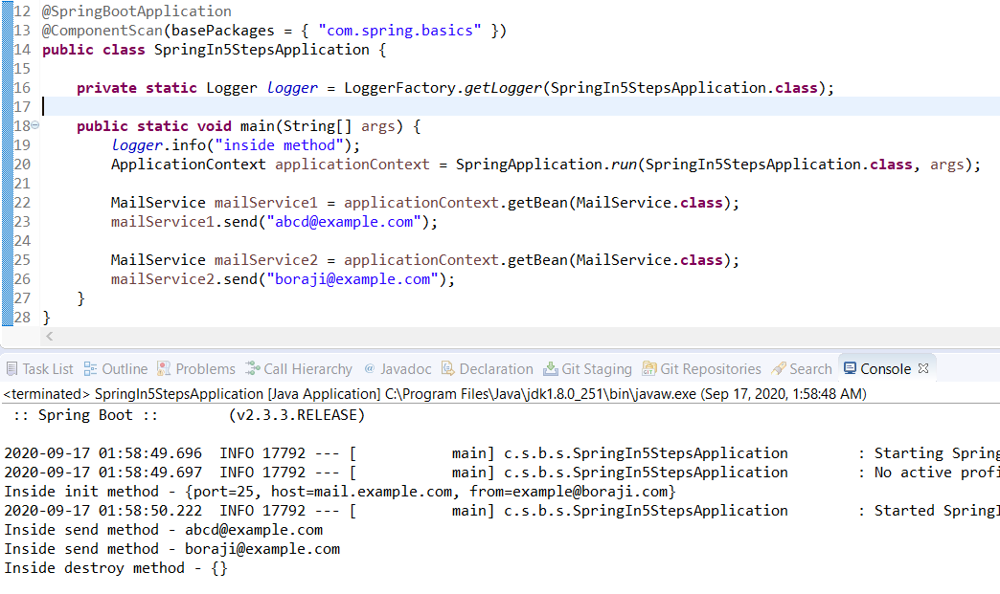 12 @SpringBootApplication
13 @ComponentScan(basePackages = { "com.spring.basics" })
14 public class SpringIn5StepsApplication {
15
16 private static Logger logger = LoggerFactory.getLogger(SpringIn5StepsApplication.class);
17
18 public static void main(String[] args) {
19 logger.info("inside method");
20 ApplicationContext applicationContext = SpringApplication.run(SpringIn5StepsApplication.class, args);
21
22 MailService mailService1 = applicationContext.getBean(MailService.class);
23 mailService1.send("abcd@example.com");
24
25 MailService mailService2 = applicationContext.getBean(MailService.class);
26 mailService2.send("boraji@example.com");
27 }
28 }
Task List Outline Problems Call Hierarchy @ Javadoc Declaration Git Staging Git Repositories Search Console
<terminated> SpringIn5StepsApplication [Java Application] C:\Program Files\Java\jdk1.8.0_251\bin\javaw.exe (Sep 17, 2020, 1:58:48 AM)
:: Spring Boot :: (v2.3.3.RELEASE)
2020-09-17 01:58:49.696 INFO 17792 --- [ main] c.s.b.s.SpringIn5StepsApplication : Starting Spring
2020-09-17 01:58:49.697 INFO 17792 --- [ main] c.s.b.s.SpringIn5StepsApplication : No active profi
Inside init method - {port=25, host=mail.example.com, from=example@boraji.com}
2020-09-17 01:58:50.222 INFO 17792 --- [ main] c.s.b.s.SpringIn5StepsApplication : Started SpringI
Inside send method - abcd@example.com
Inside send method - boraji@example.com
Inside destroy method - {}